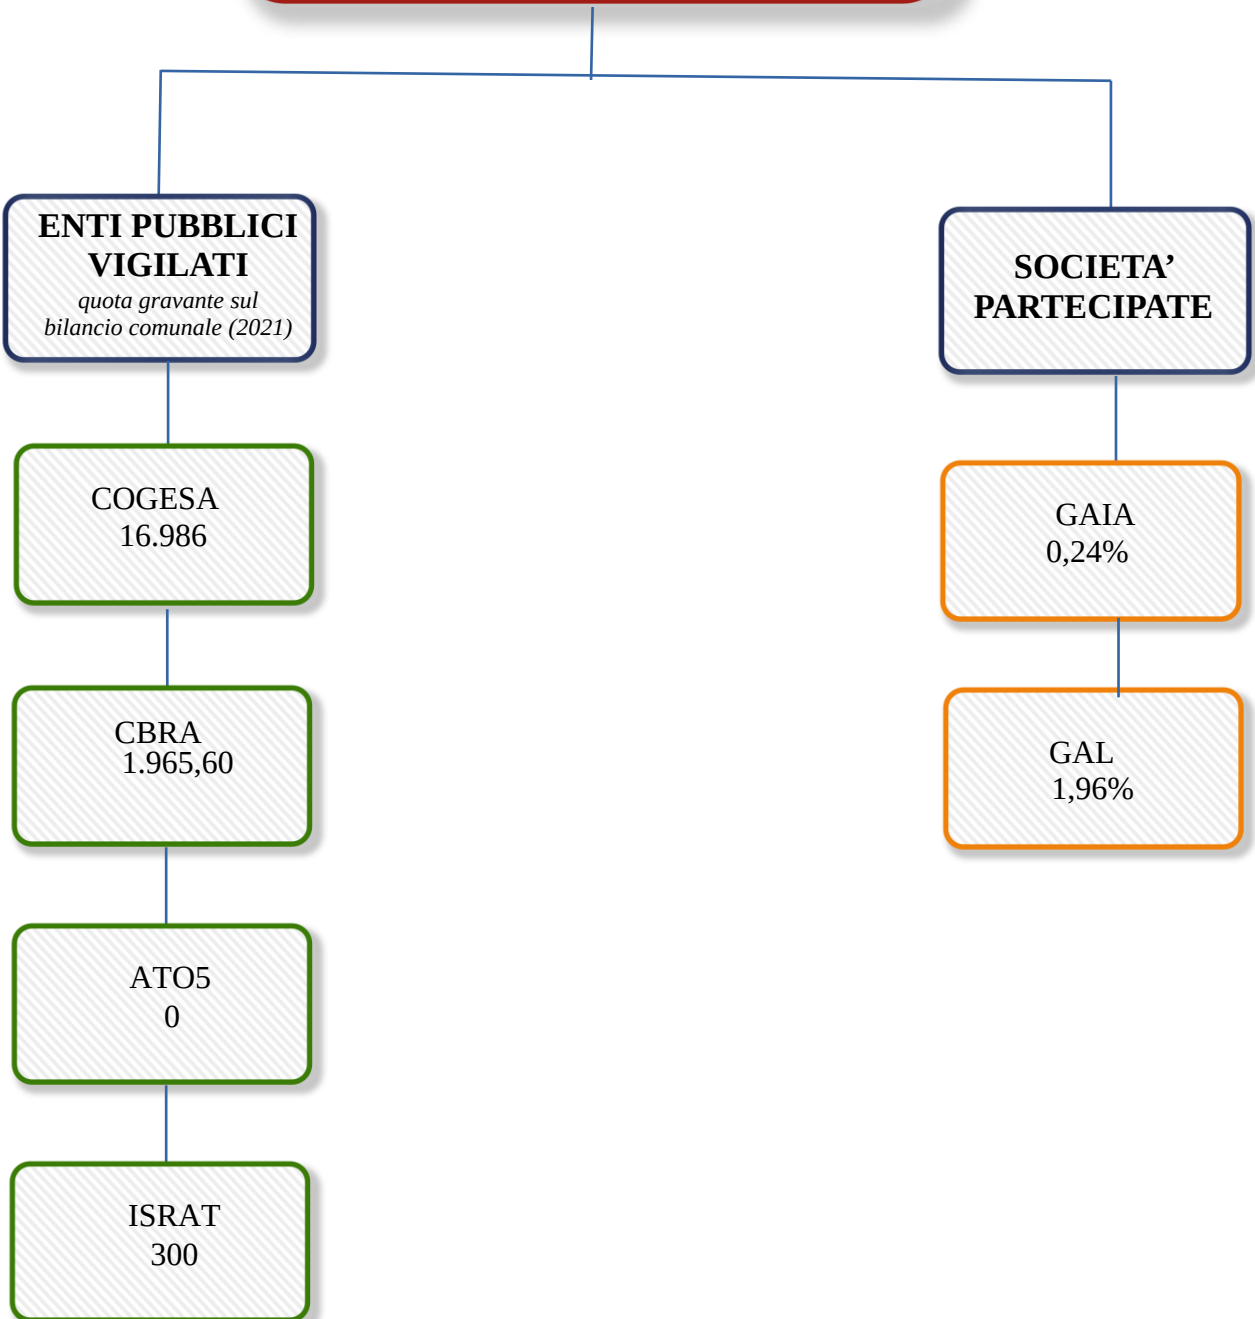 ENTI PUBBLICI
VIGILATI
quota gravante sul
bilancio comunale (2021)
COGESA
16.986
CBRA
1.965,60
ATO5
0
ISRAT
300
SOCIETA’
PARTECIPATE
GAIA
0,24%
GAL
1,96%